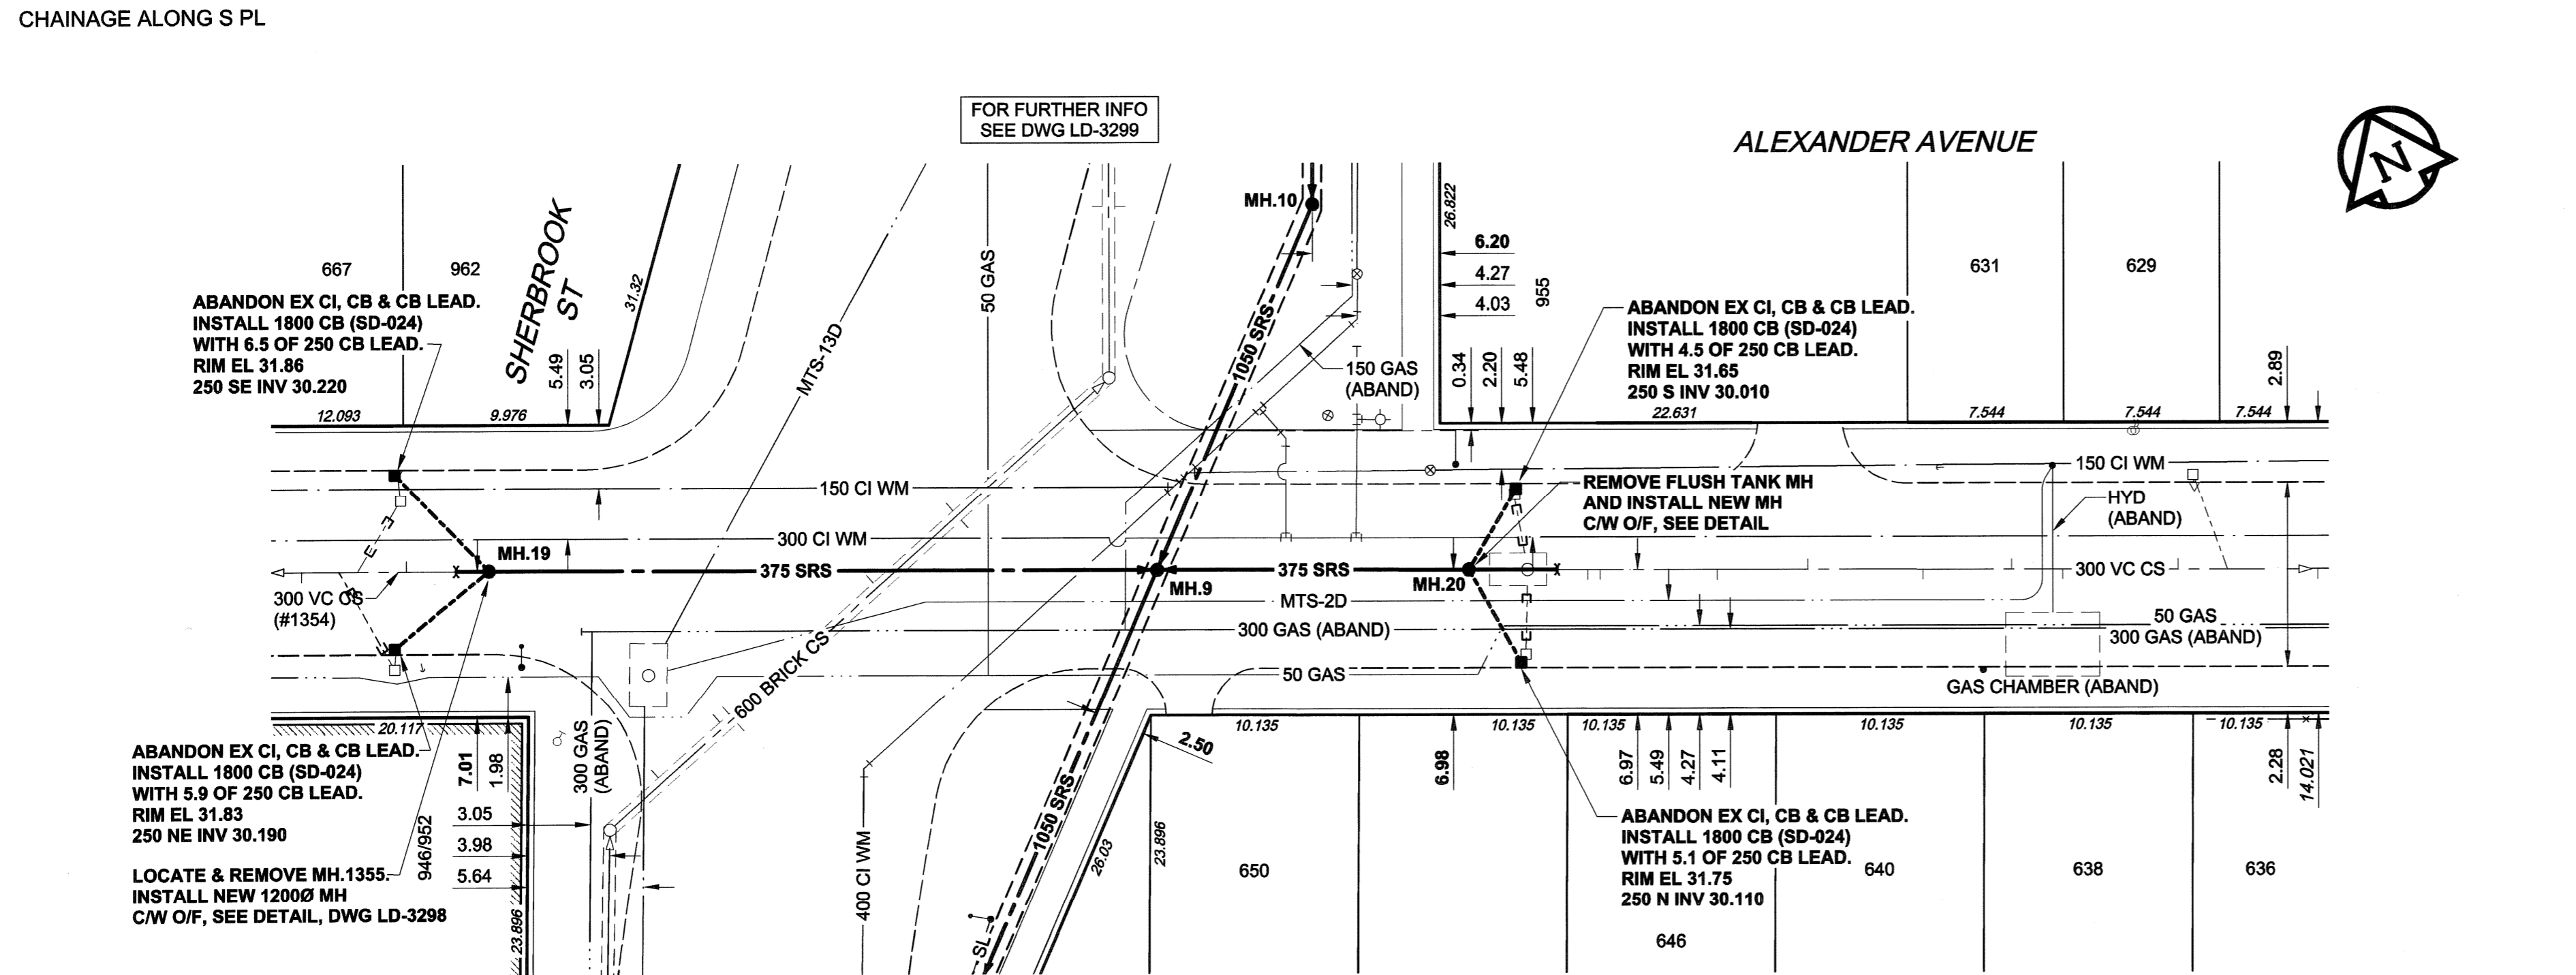 CHAINAGE ALONG S PL
FOR FURTHER INFO
SEE DWG LD-3299
ALEXANDER AVENUE
N
SHERBROOK
ST
667
962
31.32
ABANDON EX CI, CB & CB LEAD.
INSTALL 1800 CB (SD-024)
WITH 6.5 OF 250 CB LEAD.
RIM EL 31.86
250 SE INV 30.220
12.093
9.976
5.49
3.05
MTS-13D
50 GAS
MH.10
1050 SRS
150 GAS
(ABAND)
26.822
6.20
4.27
4.03
955
0.34
2.20
5.48
ABANDON EX CI, CB & CB LEAD.
INSTALL 1800 CB (SD-024)
WITH 4.5 OF 250 CB LEAD.
RIM EL 31.65
250 S INV 30.010
22.631
631
629
7.544
7.544
7.544
2.89
150 CI WM
150 CI WM
REMOVE FLUSH TANK MH
AND INSTALL NEW MH
C/W O/F, SEE DETAIL
HYD
(ABAND)
300 CI WM
MH.19
375 SRS
MH.9
375 SRS
MH.20
300 VC CS
300 VC CS
(#1354)
MTS-2D
300 GAS (ABAND)
50 GAS
300 GAS (ABAND)
600 BRICK CS
50 GAS
GAS CHAMBER (ABAND)
20.117
ABANDON EX CI, CB & CB LEAD.
INSTALL 1800 CB (SD-024)
WITH 5.9 OF 250 CB LEAD.
RIM EL 31.83
250 NE INV 30.190
7.01
1.98
3.05
3.98
5.64
946/952
23.896
LOCATE & REMOVE MH.1355.
INSTALL NEW 1200Ø MH
C/W O/F, SEE DETAIL, DWG LD-3298
300 GAS
(ABAND)
400 CI WM
SL
1050 SRS
26.03
23.896
2.50
10.135
10.135
10.135
10.135
10.135
10.135
6.98
6.97
5.49
4.27
4.11
2.28
14.021
ABANDON EX CI, CB & CB LEAD.
INSTALL 1800 CB (SD-024)
WITH 5.1 OF 250 CB LEAD.
RIM EL 31.75
250 N INV 30.110
650
646
640
638
636